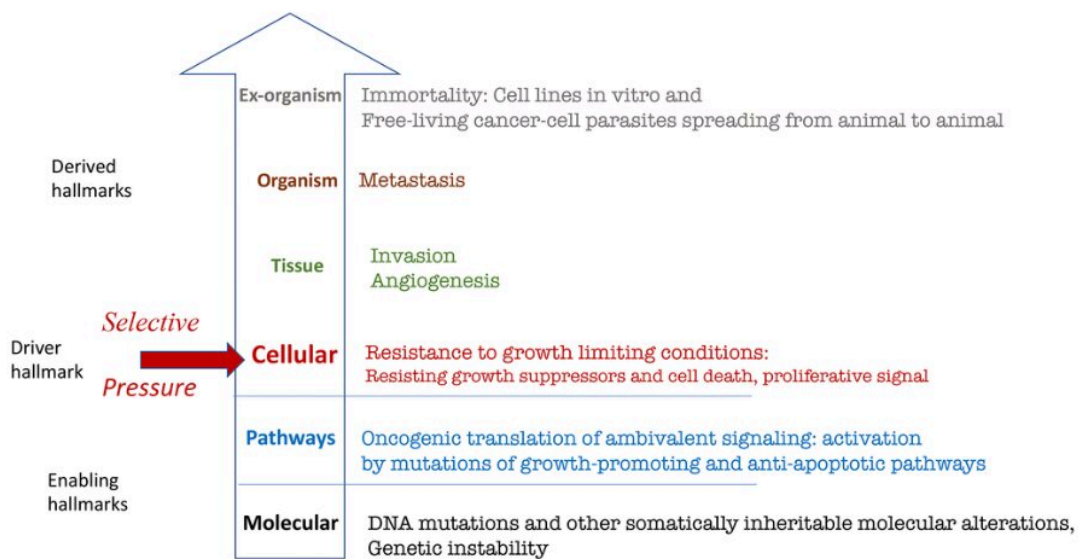 Ex-organism
Immortality: Cell lines in vitro and
Free-living cancer-cell parasites spreading from animal to animal
Derived
hallmarks
Organism
Metastasis
Tissue
Invasion
Angiogenesis
Selective
Pressure
Driver
hallmark
Cellular
Resistance to growth limiting conditions:
Resisting growth suppressors and cell death, proliferative signal
Pathways
Oncogenic translation of ambivalent signaling: activation
by mutations of growth-promoting and anti-apoptotic pathways
Enabling
hallmarks
Molecular
DNA mutations and other somatically inheritable molecular alterations,
Genetic instability